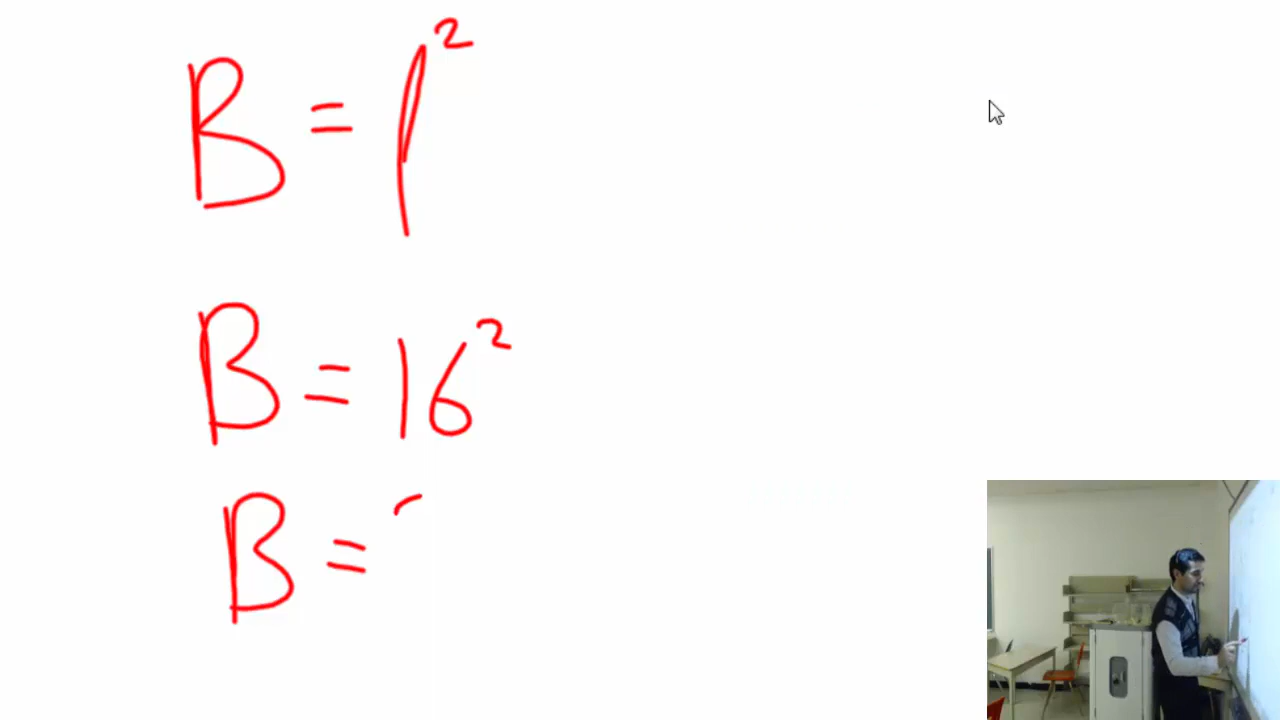 B = l²
B = 16²
B =